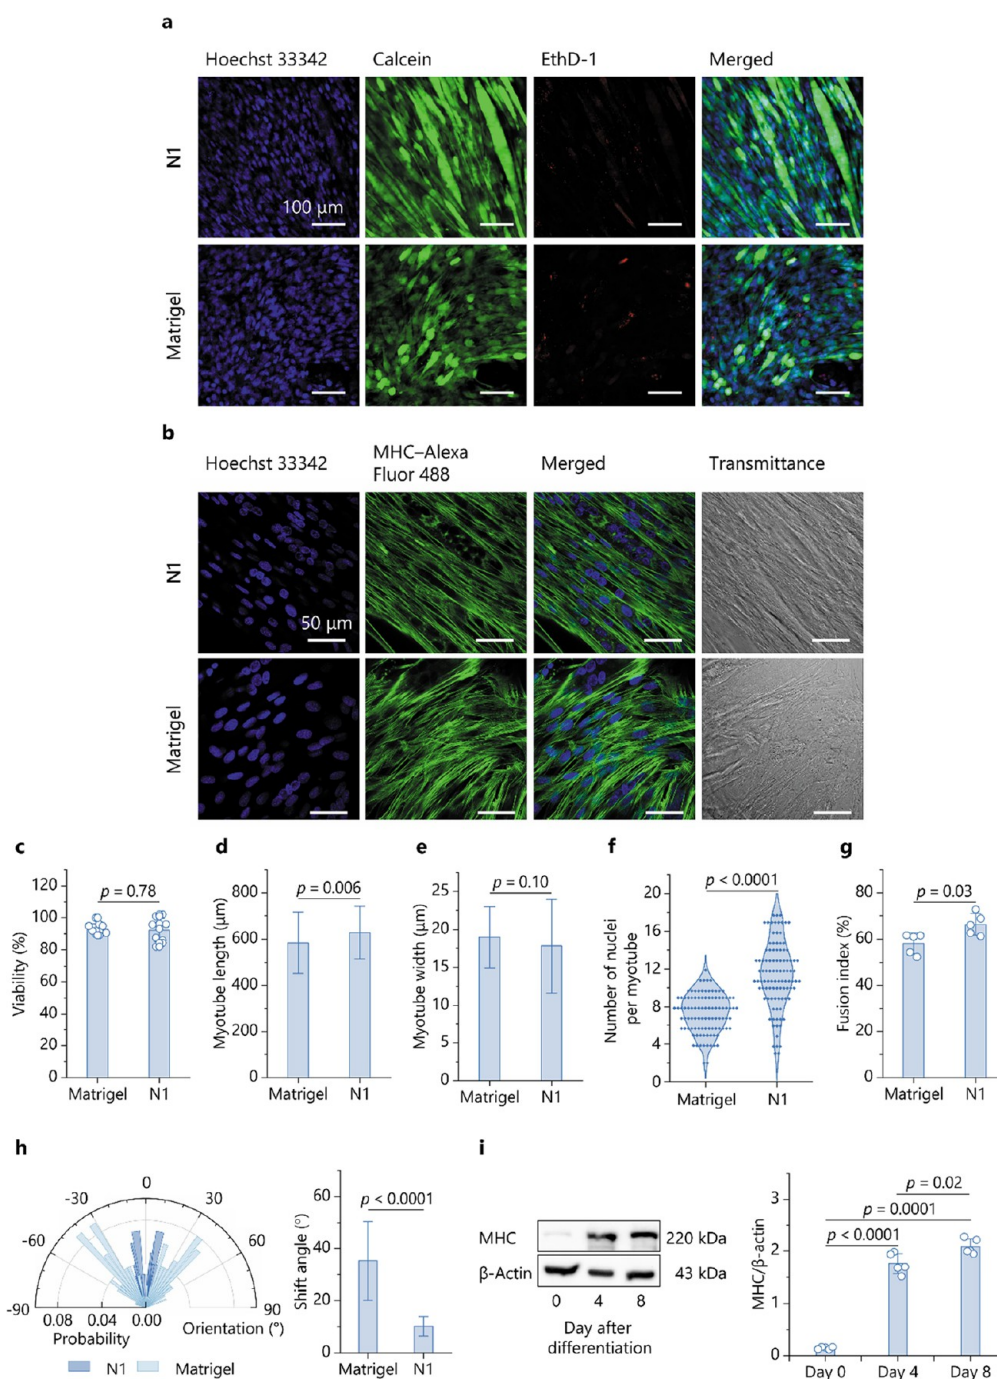 a
Hoechst 33342 Calcein EthD-1 Merged
N1
100 μm
Matrigel
b
Hoechst 33342 MHC–Alexa Fluor 488 Merged Transmittance
N1
50 μm
Matrigel
c
Viability (%)
120
100
80
60
40
20
0
p = 0.78
Matrigel N1
d
Myotube length (μm)
800
600
400
200
0
p = 0.006
Matrigel N1
e
Myotube width (μm)
25
20
15
10
5
0
p = 0.10
Matrigel N1
f
Number of nuclei
per myotube
20
16
12
8
4
0
p < 0.0001
Matrigel N1
g
Fusion index (%)
80
60
40
20
0
p = 0.03
Matrigel N1
h
0
-30 30
-60 60
-90 90
0.08 0.04 0.00
Probability Orientation (°)
N1 Matrigel
Shift angle (°)
60
40
20
0
p < 0.0001
Matrigel N1
i
MHC 220 kDa
β-Actin 43 kDa
0 4 8
Day after
differentiation
MHC/β-actin
3
2
1
0
p = 0.02
p = 0.0001
p < 0.0001
Day 0 Day 4 Day 8